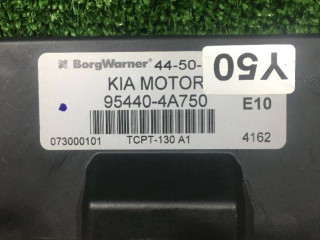 BorgWarner 44-50-
Y50
KIA MOTOR
95440-4A750 E10
073000101 TCPT-130 A1 4162